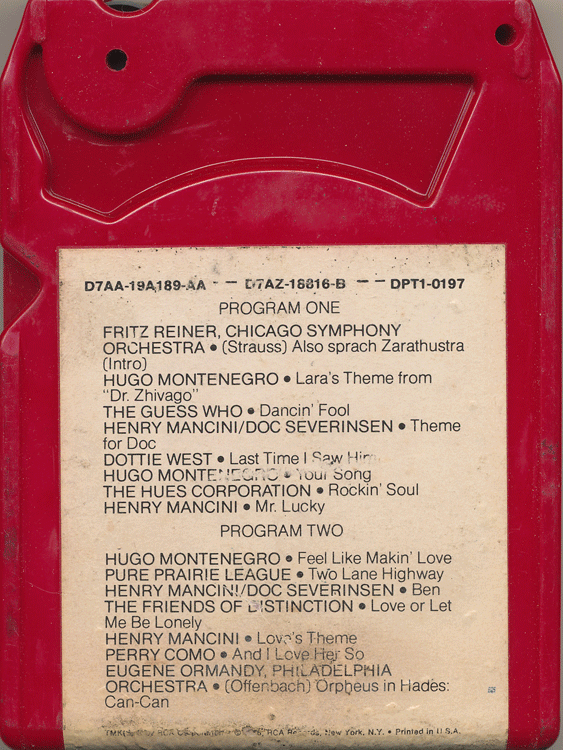 D7AA-19A189-AA -- D7AZ-18816-B -- DPT1-0197
PROGRAM ONE
FRITZ REINER, CHICAGO SYMPHONY
ORCHESTRA • (Strauss) Also sprach Zarathustra
(Intro)
HUGO MONTENEGRO • Lara's Theme from
"Dr. Zhivago"
THE GUESS WHO • Dancin' Fool
HENRY MANCINI/DOC SEVERINSEN • Theme
for Doc
DOTTIE WEST • Last Time I Saw Him
HUGO MONTENEGRO • Your Song
THE HUES CORPORATION • Rockin' Soul
HENRY MANCINI • Mr. Lucky
PROGRAM TWO
HUGO MONTENEGRO • Feel Like Makin' Love
PURE PRAIRIE LEAGUE • Two Lane Highway
HENRY MANCINI/DOC SEVERINSEN • Ben
THE FRIENDS OF DISTINCTION • Love or Let
Me Be Lonely
HENRY MANCINI • Love's Theme
PERRY COMO • And I Love Her So
EUGENE ORMANDY, PHILADELPHIA
ORCHESTRA • (Offenbach) Orpheus in Hades:
Can-Can
RCA Records, New York, N.Y. • Printed in U.S.A.